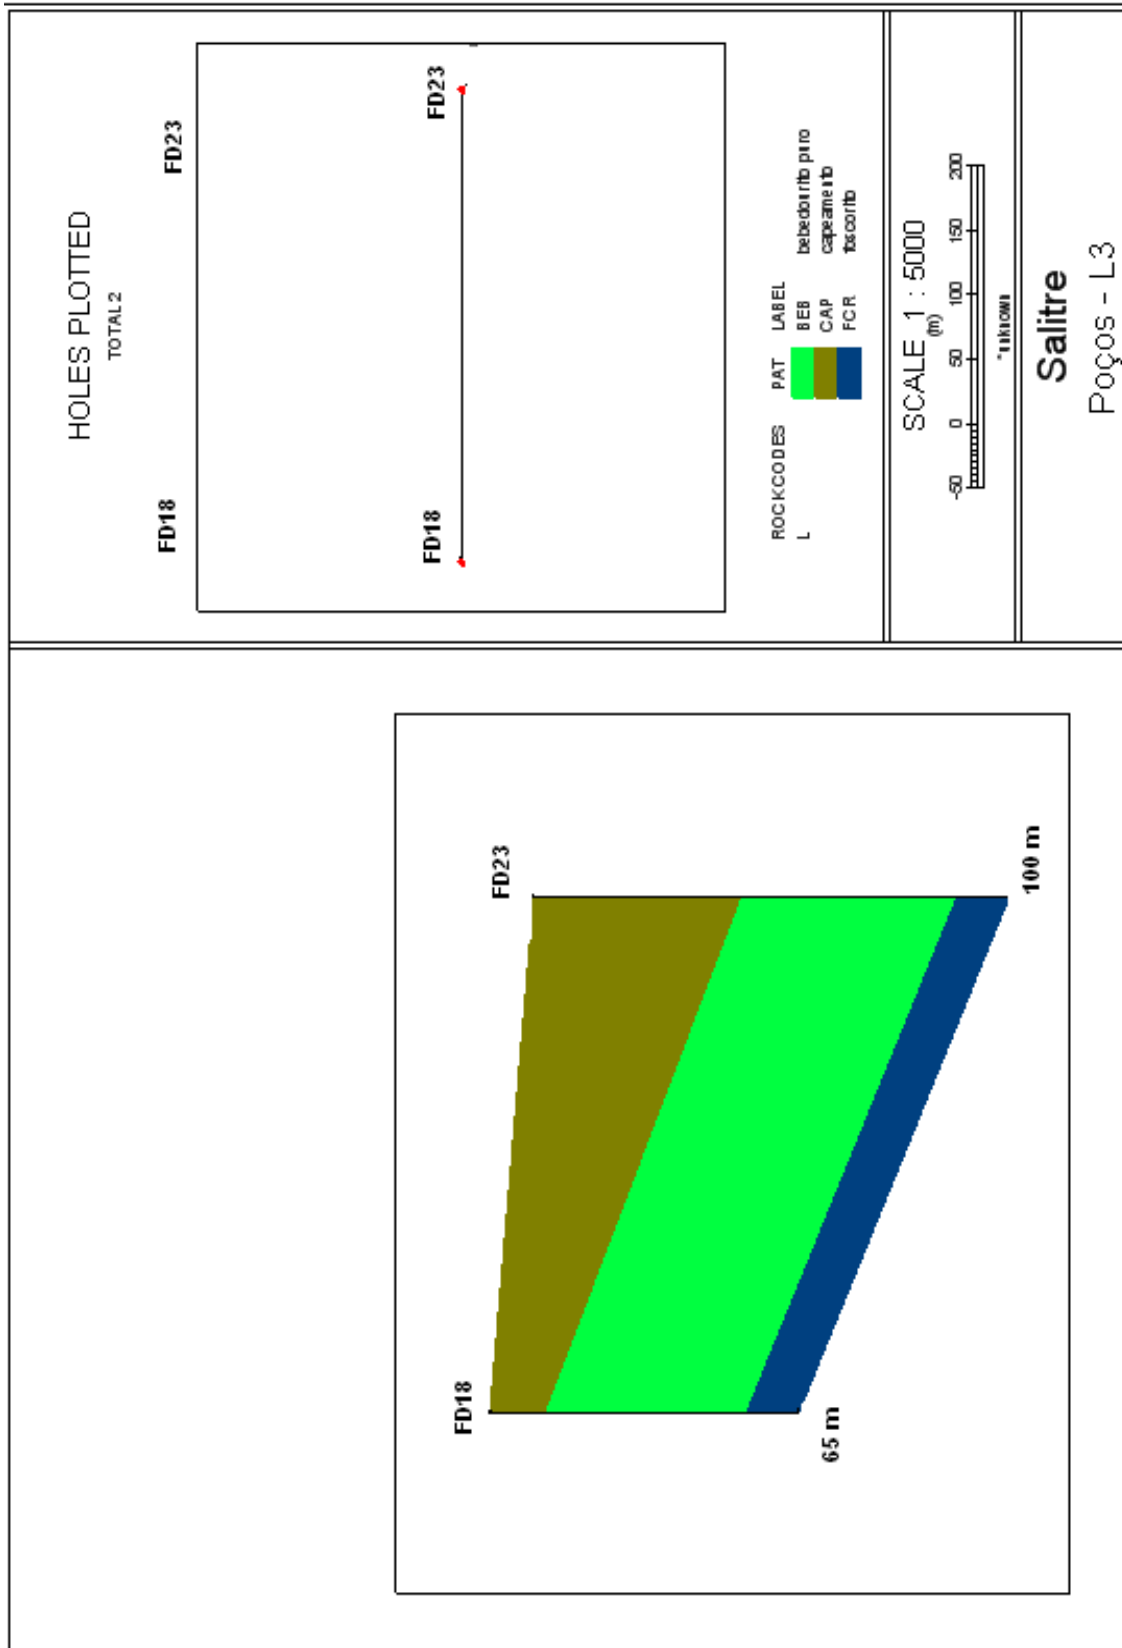 HOLES PLOTTED
TOTAL 2
FD18 FD23
FD18 FD23
ROCKCODES PAT LABEL
L BEB bebedourito puro
CAP capeamento
FCR foscorito
SCALE 1 : 5000
(m)
-50 0 50 100 150 200
*unknown
Salitre
Poços - L3
FD18 FD23
65 m 100 m